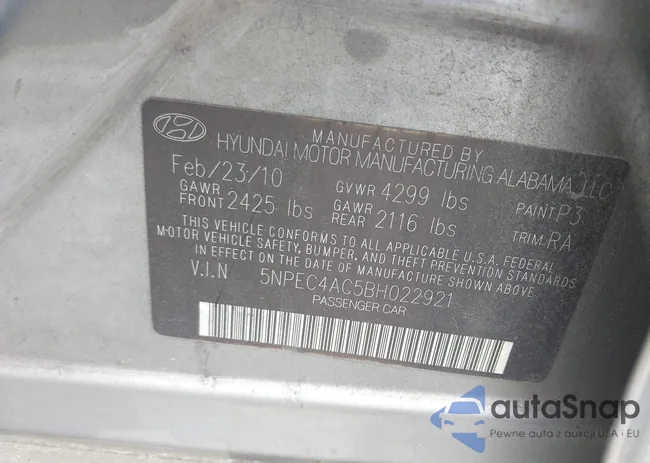 MANUFACTURED BY
HYUNDAI MOTOR MANUFACTURING ALABAMA, LLC
Feb/23/10 GVWR 4299 lbs PAINT P3
GAWR FRONT 2425 lbs GAWR REAR 2116 lbs TRIM RA
THIS VEHICLE CONFORMS TO ALL APPLICABLE U.S.A. FEDERAL
MOTOR VEHICLE SAFETY, BUMPER, AND THEFT PREVENTION STANDARDS
IN EFFECT ON THE DATE OF MANUFACTURE SHOWN ABOVE.
V.I.N 5NPEC4AC5BH022921
PASSENGER CAR
autaSnap
Pewne auta z aukcji USA i EU